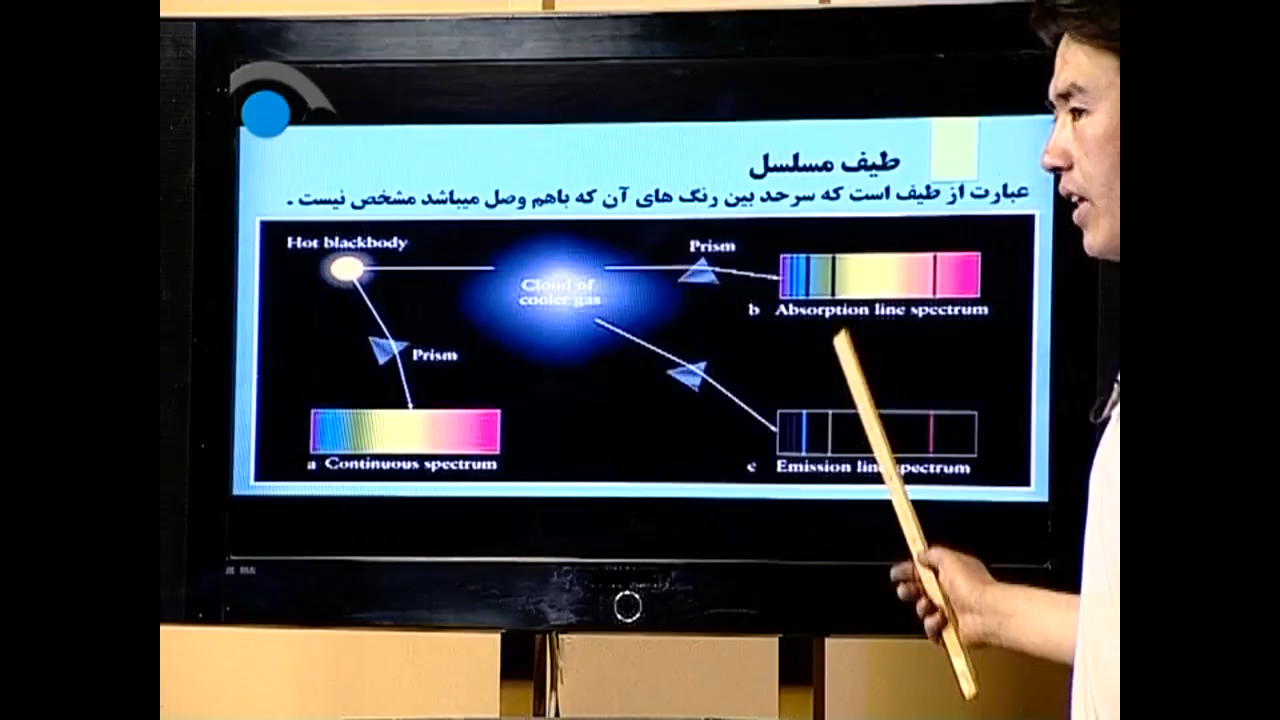 طیف مسلسل
عبارت از طیف است که سرحد بین رنگ های آن که باهم وصل میباشد مشخص نیست .
Hot blackbody
Prism
Cloud of
cooler gas
b Absorption line spectrum
Prism
a Continuous spectrum
c Emission line spectrum